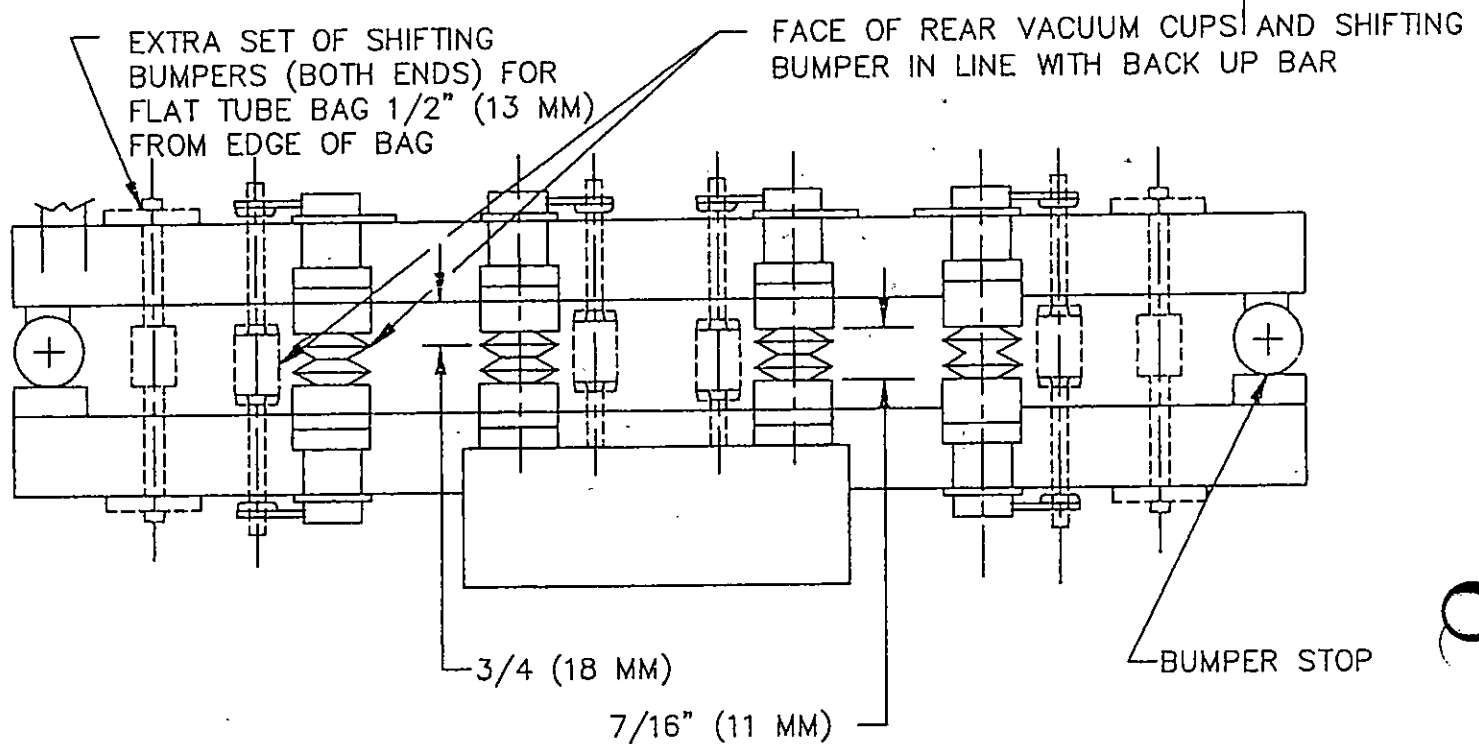 EXTRA SET OF SHIFTING
BUMPERS (BOTH ENDS) FOR
FLAT TUBE BAG 1/2" (13 MM)
FROM EDGE OF BAG
FACE OF REAR VACUUM CUPS AND SHIFTING
BUMPER IN LINE WITH BACK UP BAR
3/4 (18 MM)
7/16" (11 MM)
BUMPER STOP